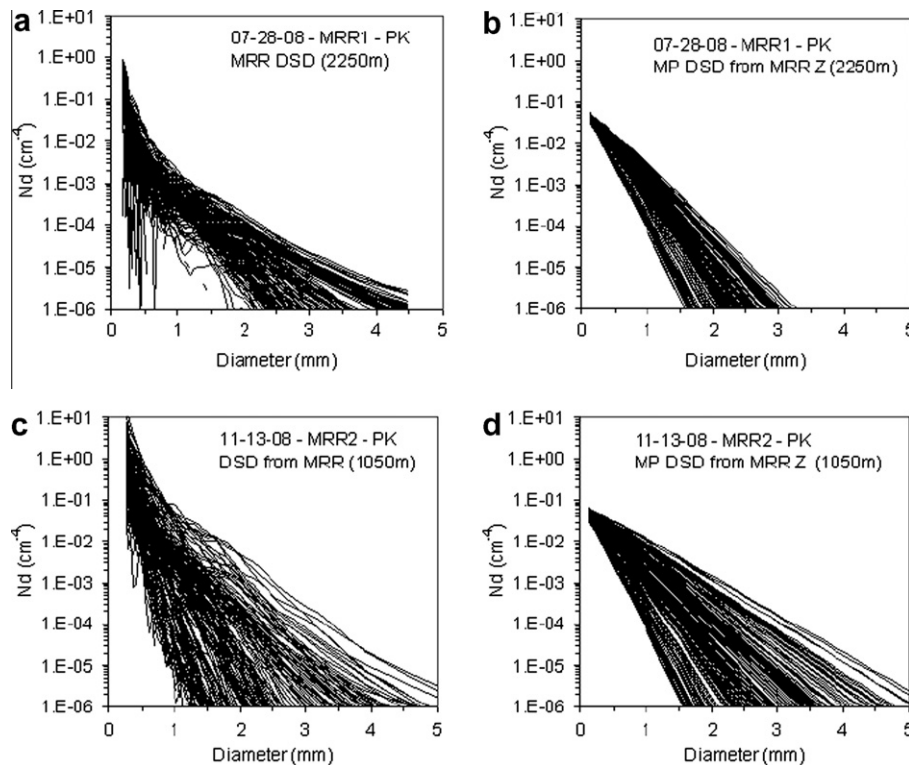 a
07-28-08 - MRR1 - PK
MRR DSD (2250m)
1.E+01
1.E+00
1.E-01
1.E-02
1.E-03
1.E-04
1.E-05
1.E-06
Nd (cm-4)
0 1 2 3 4 5
Diameter (mm)
b
07-28-08 - MRR1 - PK
MP DSD from MRR Z (2250m)
1.E+01
1.E+00
1.E-01
1.E-02
1.E-03
1.E-04
1.E-05
1.E-06
Nd (cm-4)
0 1 2 3 4 5
Diameter (mm)
c
11-13-08 - MRR2 - PK
DSD from MRR (1050m)
1.E+01
1.E+00
1.E-01
1.E-02
1.E-03
1.E-04
1.E-05
1.E-06
Nd (cm-4)
0 1 2 3 4 5
Diameter (mm)
d
11-13-08 - MRR2 - PK
MP DSD from MRR Z (1050m)
1.E+01
1.E+00
1.E-01
1.E-02
1.E-03
1.E-04
1.E-05
1.E-06
Nd (cm-4)
0 1 2 3 4 5
Diameter (mm)